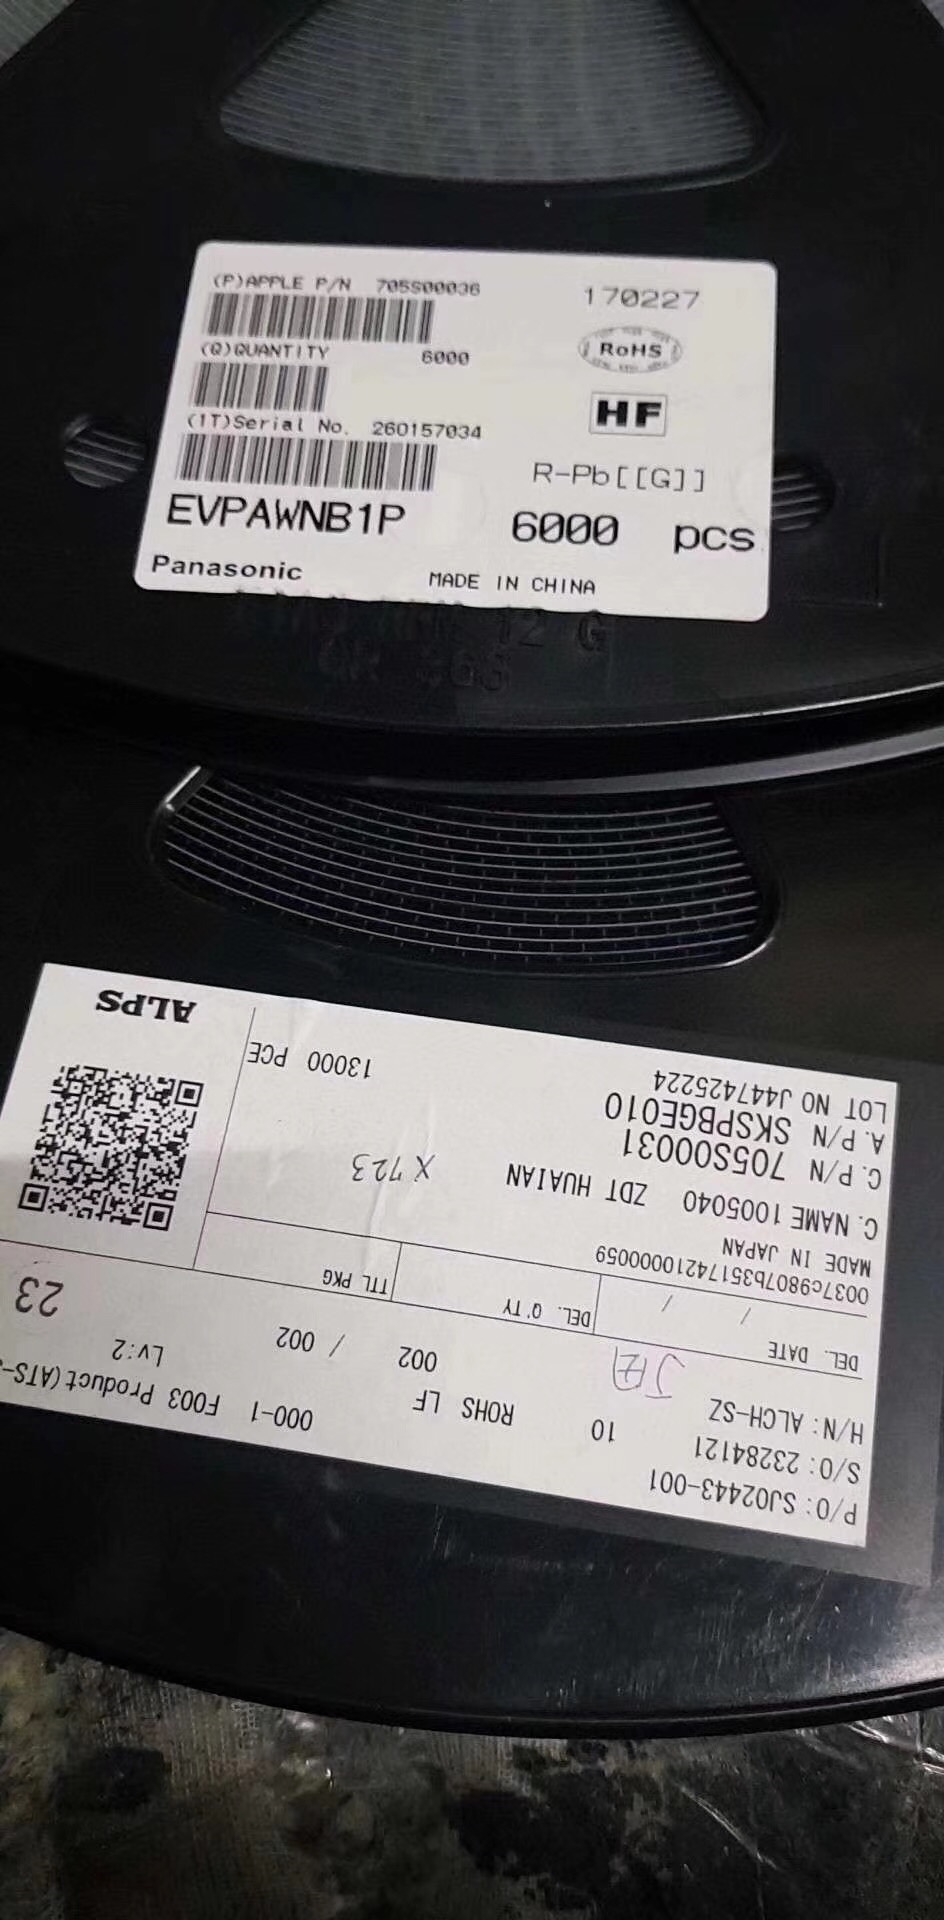 (P)APPLE P/N 705S00036
170227
RoHS
(Q)QUANTITY 6000
HF
(1T)Serial No. 260157034
R-Pb[[G]]
EVPAWNB1P 6000 pcs
Panasonic MADE IN CHINA
12 G
P/O: SJ02443-001
S/O: 23284121 10 000-1 F003 Product(ATS-
H/N: ALCH-SZ ROHS LF Lv:2
002 / 002 23
DEL. DATE / / DEL. Q'TY TTL PKG
0037c9807b35174210000059
MADE IN JAPAN
C. NAME 1005040 ZDT HUAIAN
C. P/N 705S00031 X723
A. P/N SKSPBGE010
LOT NO J447425224 13000 PCE
ALPS